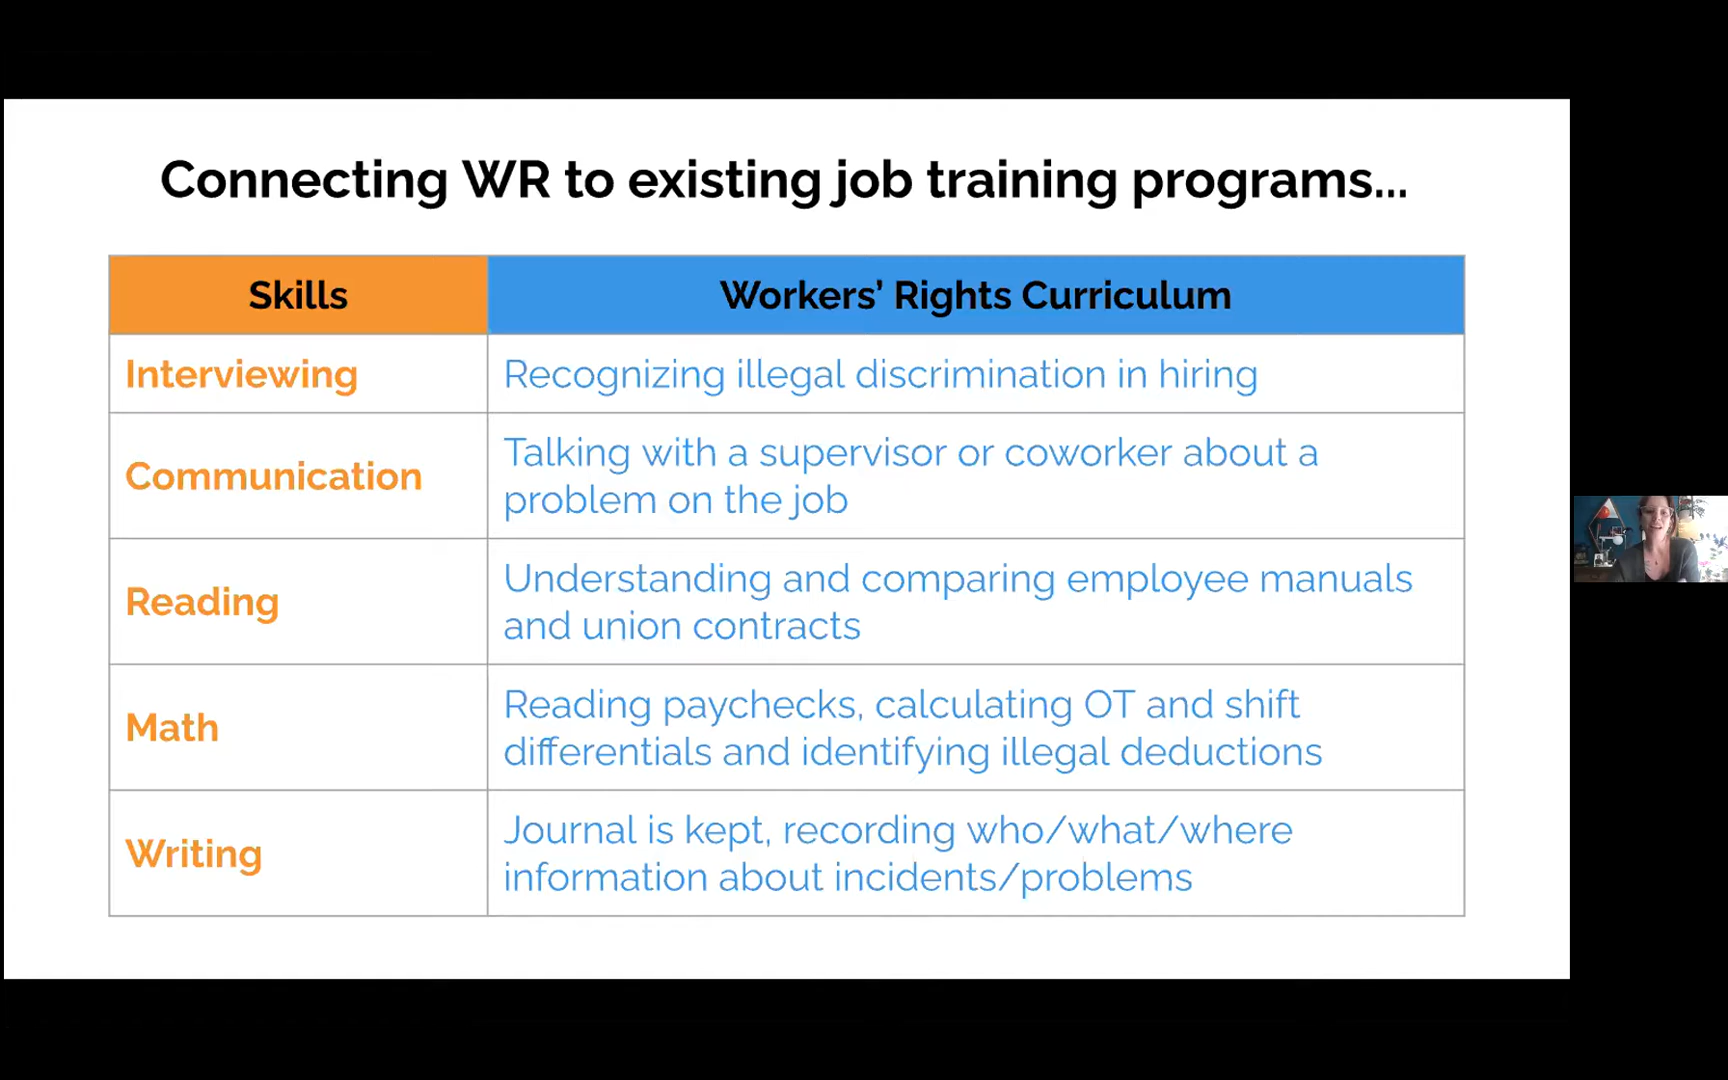 Connecting WR to existing job training programs...
Skills
Workers’ Rights Curriculum
Interviewing
Recognizing illegal discrimination in hiring
Communication
Talking with a supervisor or coworker about a
problem on the job
Reading
Understanding and comparing employee manuals
and union contracts
Math
Reading paychecks, calculating OT and shift
differentials and identifying illegal deductions
Writing
Journal is kept, recording who/what/where
information about incidents/problems